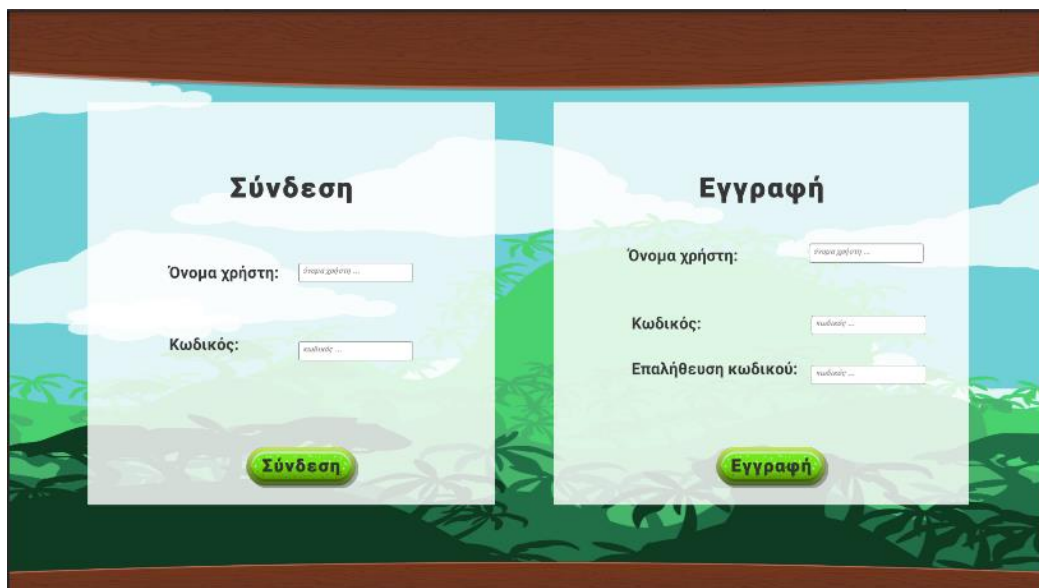 Σύνδεση
Όνομα χρήστη:
όνομα χρήστη ...
Κωδικός:
κωδικός ...
Σύνδεση
Εγγραφή
Όνομα χρήστη:
όνομα χρήστη ...
Κωδικός:
κωδικός ...
Επαλήθευση κωδικού:
κωδικός ...
Εγγραφή